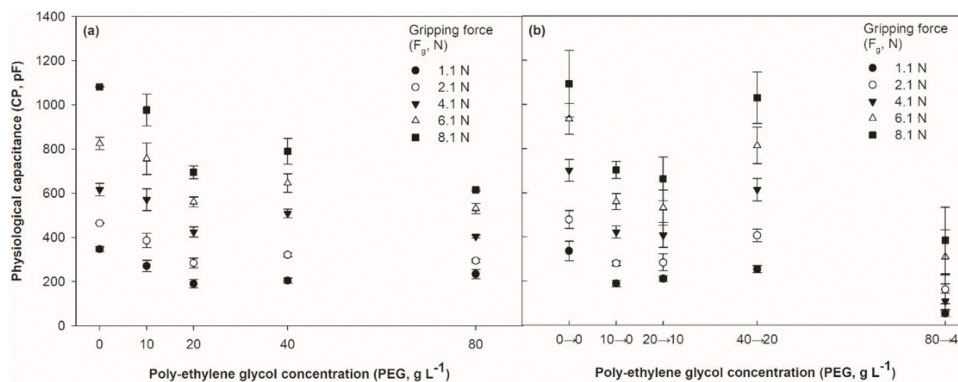 1400
1200
1000
800
600
400
200
0
Physiological capacitance (CP, pF)
(a)
Gripping force
(Fg, N)
1.1 N
2.1 N
4.1 N
6.1 N
8.1 N
0
10
20
40
80
Poly-ethylene glycol concentration (PEG, g L-1)
(b)
Gripping force
(Fg, N)
1.1 N
2.1 N
4.1 N
6.1 N
8.1 N
0→0
10→0
20→10
40→20
80→4
Poly-ethylene glycol concentration (PEG, g L-1)